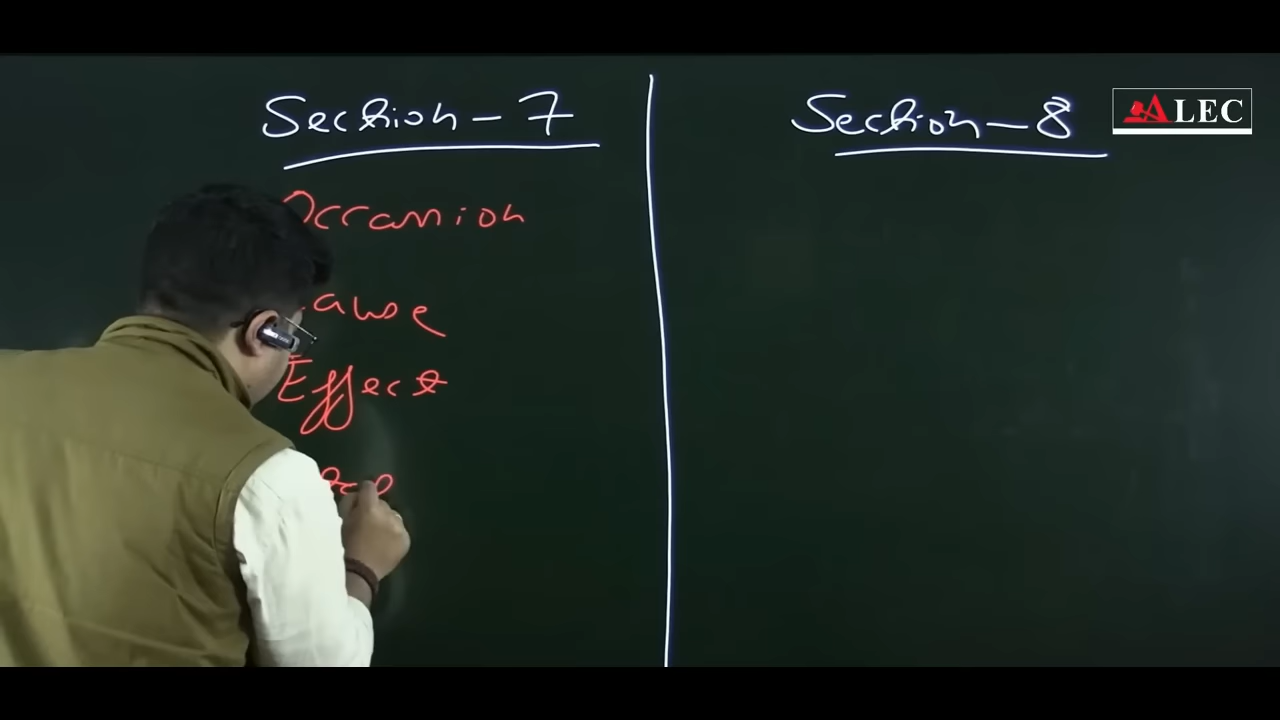 Section - 7
Section - 8
ALEC
Occasion
Cause
Effect